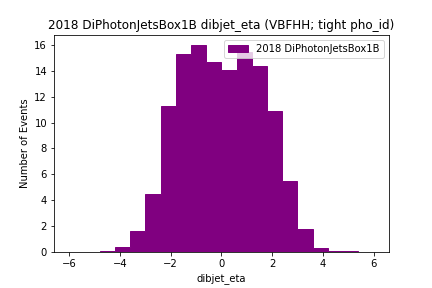 2018 DiPhotonJetsBox1B dibjet_eta (VBFHH; tight pho_id)
2018 DiPhotonJetsBox1B
Number of Events
16
14
12
10
8
6
4
2
0
−6 −4 −2 0 2 4 6
dibjet_eta